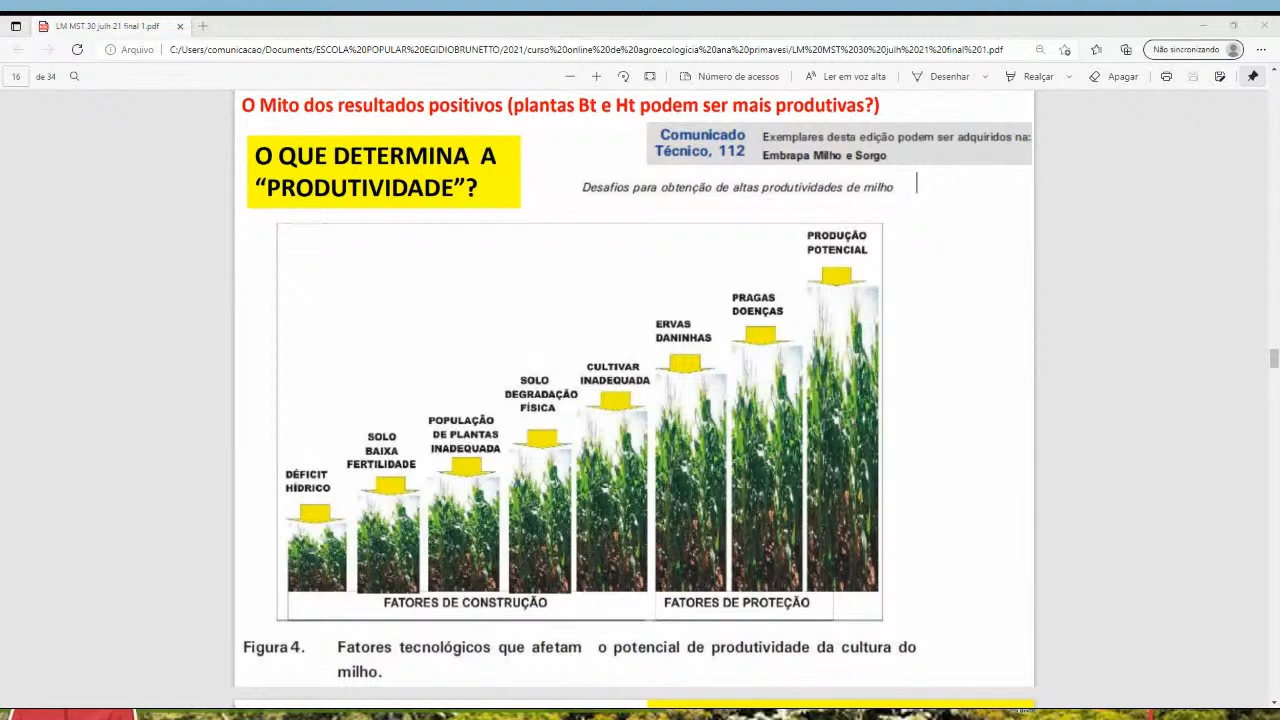 LM MST 30 julh 21 final 1.pdf
Arquivo C:/Users/comunicacao/Documents/ESCOLA%20POPULAR%20EGIDIOBRUNETTO/2021/curso%20online%20de%20agroecologicia%20ana%20primavesi/LM%20MST%2030%20julh%2021%20final%201.pdf
Não sincronizando
16 de 34
Número de acessos
Ler em voz alta
Desenhar
Realçar
Apagar
O Mito dos resultados positivos (plantas Bt e Ht podem ser mais produtivas?)
O QUE DETERMINA A
“PRODUTIVIDADE”?
Comunicado
Técnico, 112
Exemplares desta edição podem ser adquiridos na:
Embrapa Milho e Sorgo
Desafios para obtenção de altas produtividades de milho
PRODUÇÃO
POTENCIAL
PRAGAS
DOENÇAS
ERVAS
DANINHAS
CULTIVAR
INADEQUADA
SOLO
DEGRADAÇÃO
FÍSICA
POPULAÇÃO
DE PLANTAS
INADEQUADA
SOLO
BAIXA
FERTILIDADE
DÉFICIT
HÍDRICO
FATORES DE CONSTRUÇÃO
FATORES DE PROTEÇÃO
Figura 4. Fatores tecnológicos que afetam o potencial de produtividade da cultura do
milho.